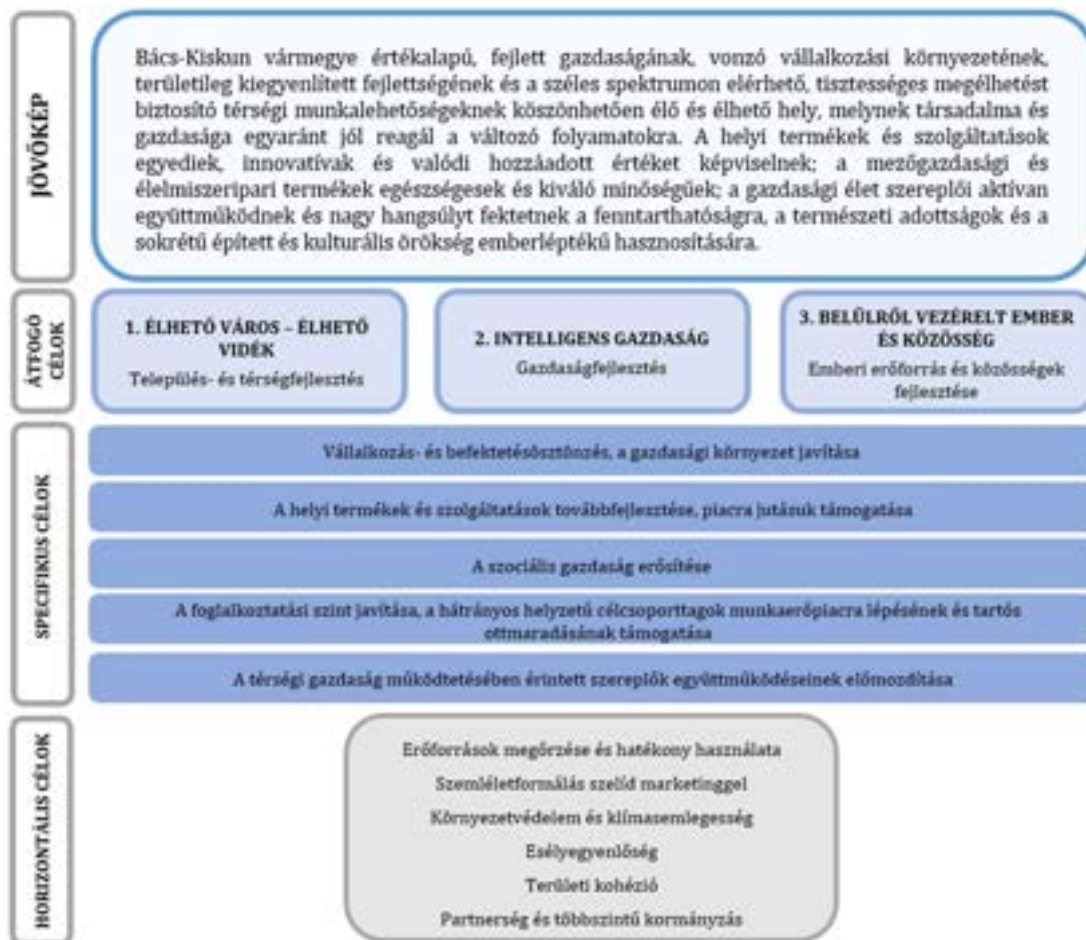 JÖVŐKÉP
Bács-Kiskun vármegye értékalapú, fejlett gazdaságának, vonzó vállalkozási környezetének,
területileg kiegyenlített fejlettségének és a széles spektrumon elérhető, tisztességes megélhetést
biztosító térségi munkalehetőségeknek köszönhetően élő és élhető hely, melynek társadalma és
gazdasága egyaránt jól reagál a változó folyamatokra. A helyi termékek és szolgáltatások
egyediek, innovatívak és valódi hozzáadott értéket képviselnek; a mezőgazdasági és
élelmiszeripari termékek egészségesek és kiváló minőségűek; a gazdasági élet szereplői aktívan
együttműködnek és nagy hangsúlyt fektetnek a fenntarthatóságra, a természeti adottságok és a
sokrétű épített és kulturális örökség emberléptékű hasznosítására.
ÁTFOGÓ
CÉLOK
1. ÉLHETŐ VÁROS – ÉLHETŐ
VIDÉK
Település- és térségfejlesztés
2. INTELLIGENS GAZDASÁG
Gazdaságfejlesztés
3. BELÜLRŐL VEZÉRELT EMBER
ÉS KÖZÖSSÉG
Emberi erőforrás és közösségek
fejlesztése
SPECIFIKUS CÉLOK
Vállalkozás- és befektetésösztönzés, a gazdasági környezet javítása
A helyi termékek és szolgáltatások továbbfejlesztése, piacra jutásuk támogatása
A szociális gazdaság erősítése
A foglalkoztatási szint javítása, a hátrányos helyzetű célcsoporttagok munkaerőpiacra lépésének és tartós
ottmaradásának támogatása
A térségi gazdaság működtetésében érintett szereplők együttműködéseinek előmozdítása
HORIZONTÁLIS CÉLOK
Erőforrások megőrzése és hatékony használata
Szemléletformálás szelíd marketinggel
Környezetvédelem és klímasemlegesség
Esélyegyenlőség
Területi kohézió
Partnerség és többszintű kormányzás